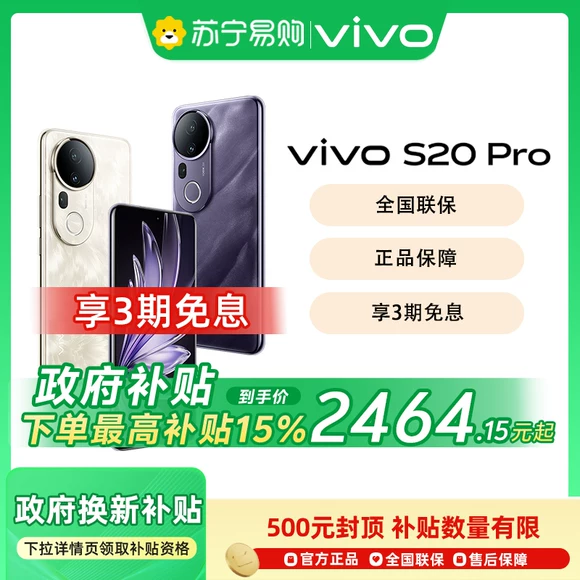 苏宁易购 vivo
vivo S20 Pro
全国联保
正品保障
享3期免息
享3期免息
政府补贴
到手价
下单最高补贴15% 2464.15元起
政府换新补贴
下拉详情页领取补贴资格
500元封顶 补贴数量有限
官方正品 全国联保 售后保障